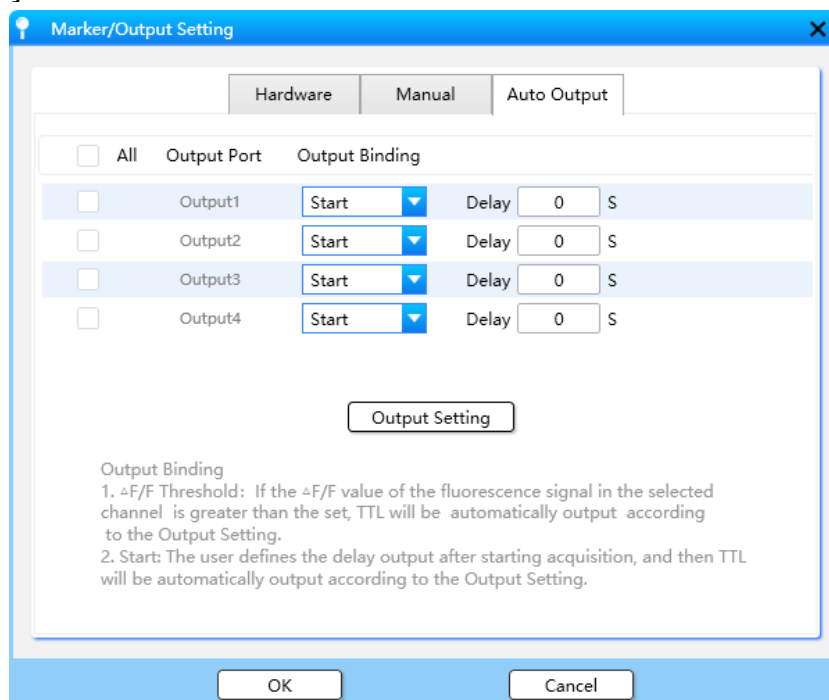 Marker/Output Setting
Hardware Manual Auto Output
All Output Port Output Binding
Output1 Start Delay 0 S
Output2 Start Delay 0 S
Output3 Start Delay 0 S
Output4 Start Delay 0 S
Output Setting
Output Binding
1. ▵F/F Threshold: If the ▵F/F value of the fluorescence signal in the selected
channel is greater than the set, TTL will be automatically output according
to the Output Setting.
2. Start: The user defines the delay output after starting acquisition, and then TTL
will be automatically output according to the Output Setting.
OK Cancel